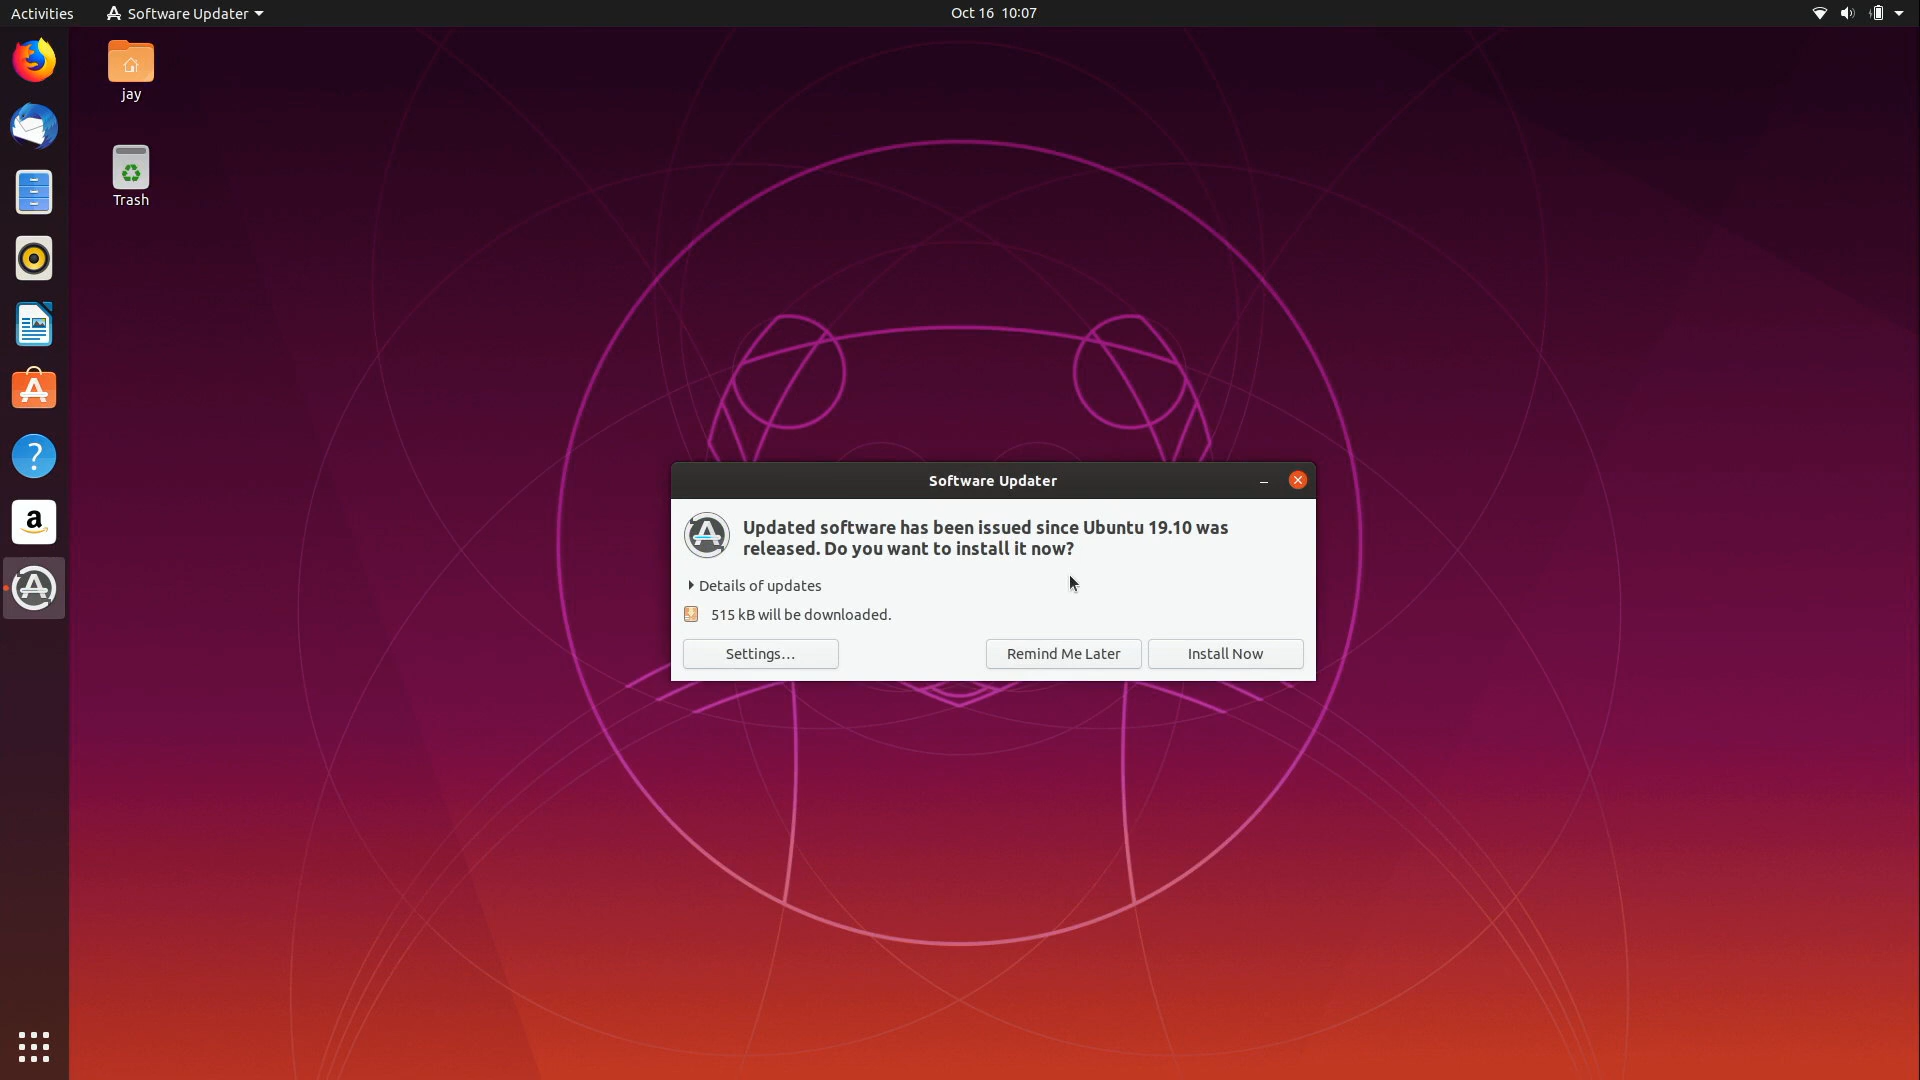 Activities
Software Updater
Oct 16 10:07
jay
Trash
Software Updater
Updated software has been issued since Ubuntu 19.10 was
released. Do you want to install it now?
Details of updates
515 kB will be downloaded.
Settings…
Remind Me Later
Install Now